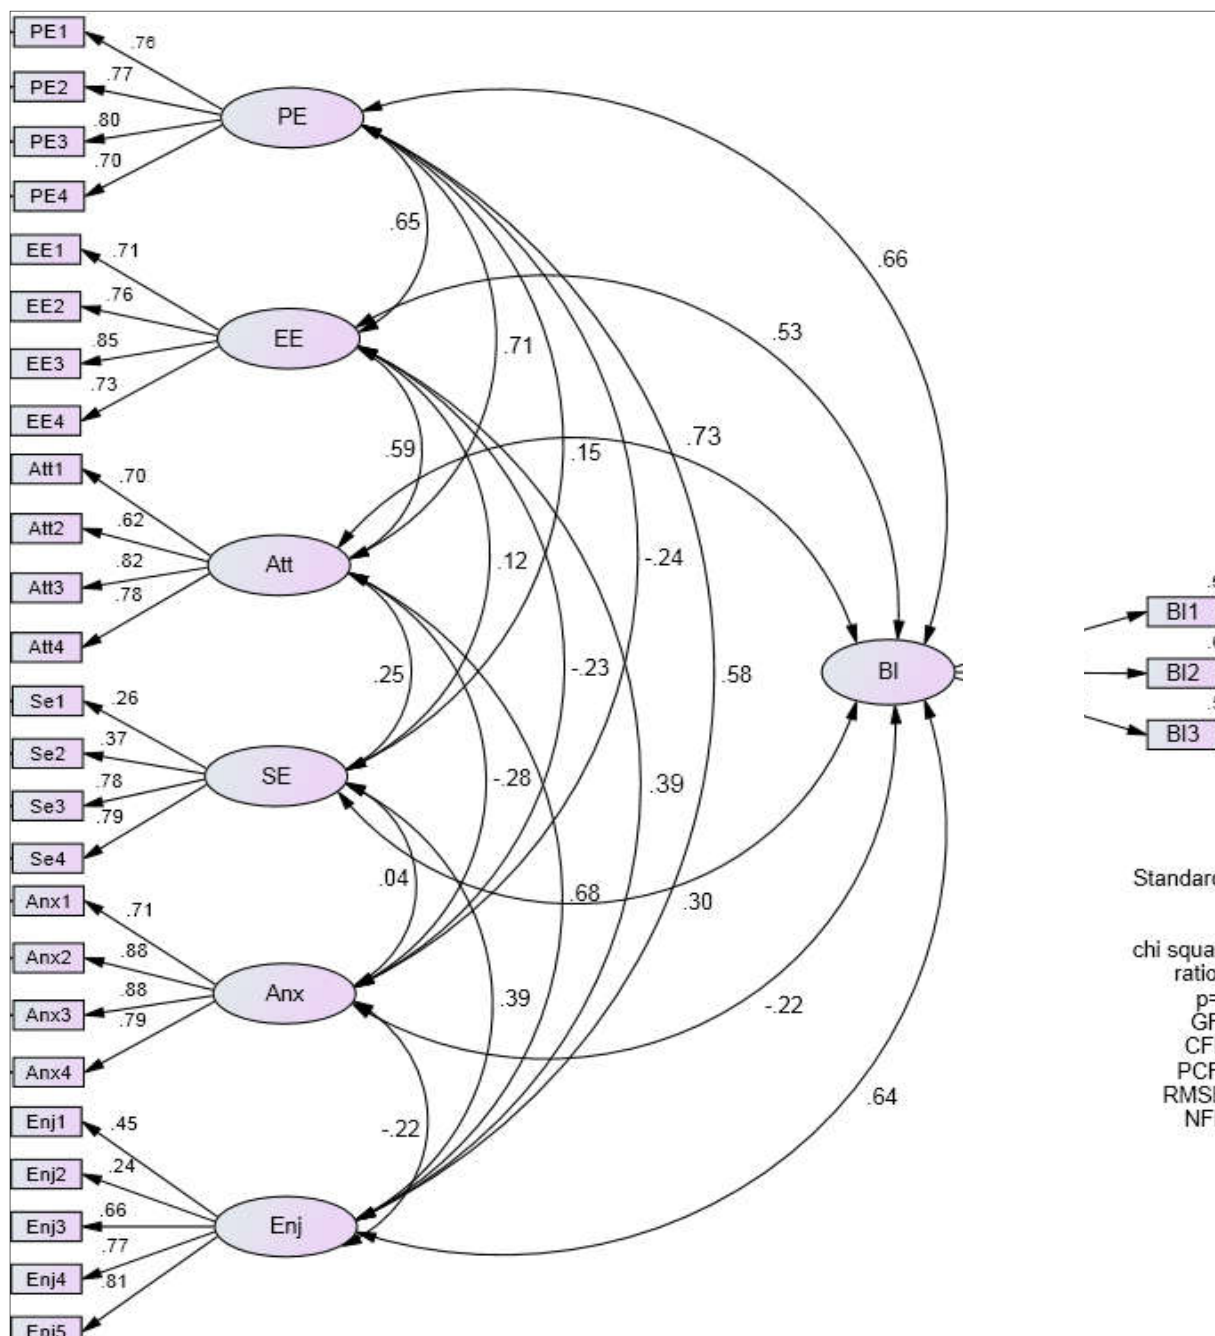 PE1
.76
.77
PE2
.80
PE3
.70
PE4
PE
EE1
.71
EE2
.76
.85
EE3
.73
EE4
EE
Att1
.70
Att2
.62
.82
Att3
.78
Att4
Att
Se1
.26
Se2
.37
.78
Se3
.79
Se4
SE
Anx1
.71
Anx2
.88
.88
Anx3
.79
Anx4
Anx
Enj1
.45
Enj2
.24
.66
Enj3
.77
Enj4
.81
Enj5
Enj
.65
.66
.53
.71
.59
.73
.15
.12
-.24
.25
-.23
.58
-.28
.39
.04
.68
.30
.39
-.22
-.22
.64
BI
BI1
BI2
BI3